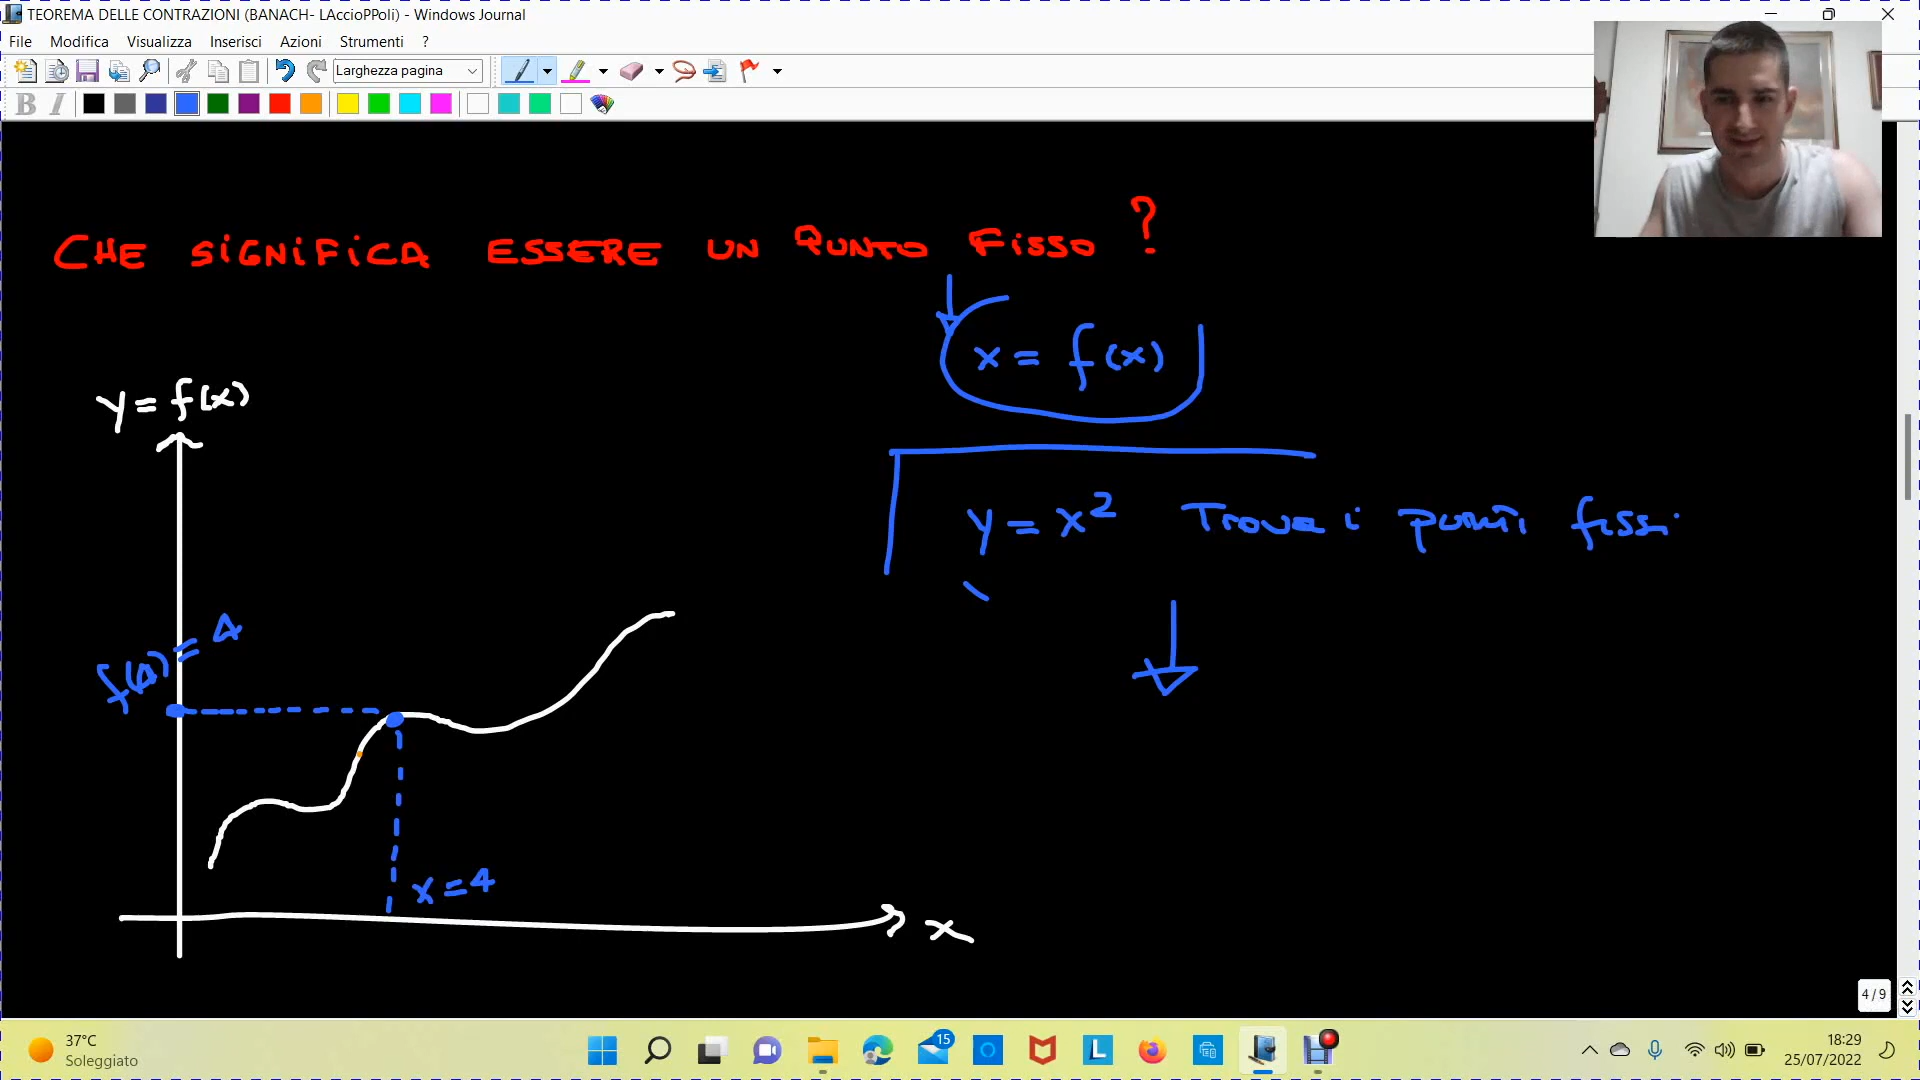 TEOREMA DELLE CONTRAZIONI (BANACH- LAccioPPoli) - Windows Journal
File Modifica Visualizza Inserisci Azioni Strumenti ?
Larghezza pagina
B I
CHE SIGNIFICA ESSERE UN PUNTO FISSO ?
x = f(x)
y = f(x)
y = x² Trova i punti fissi
f(4) = 4
x = 4
x
4 / 9
37°C
Soleggiato
15
18:29
25/07/2022